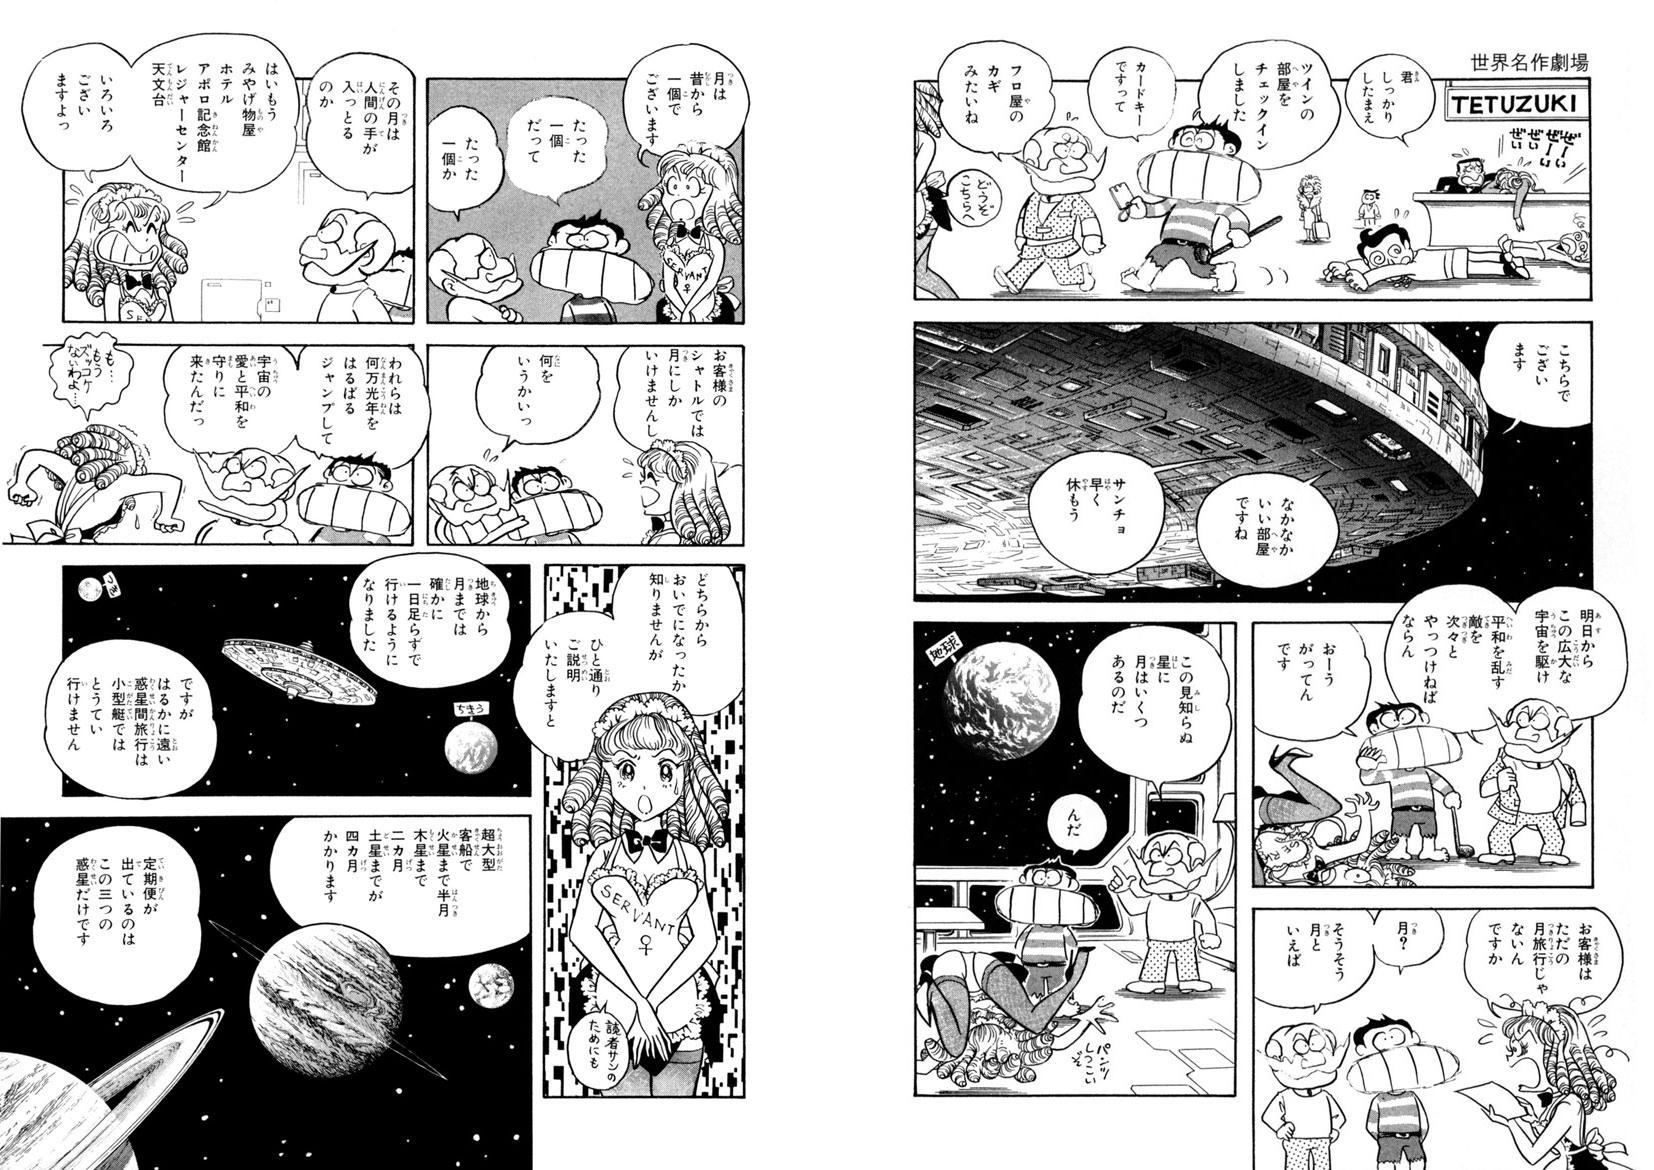 世界名作劇場
TETUZUKI
ぜーい
ぜい
ぜい
ぜい
君
しっかり
したまえ
ツインの
部屋を
チェックイン
しました
カードキー
ですって
フロ屋の
カギ
みたいね
どうぞ
こちらへ
こちらで
ござい
ます
なかなか
いい部屋
ですね
サンチョ
早く
休もう
明日から
この広大な
宇宙を駆け
平和を乱す
敵を
次々と
やっつけねば
ならん
おーう
がってん
です
地球
この見知らぬ
星に
月はいくつ
あるのだ
んだ
パンツ
しつこい
ぞ
お客様は
ただの
月旅行じゃ
ないん
ですか
月?
そうそう
月と
いえば
月は
昔から
一個で
ございます
たった
一個
だって
たった
一個か
SERVANT
♀
その月は
人間の手が
入っとる
のか
はいもう
みやげ物屋
ホテル
アポロ記念館
レジャーセンター
天文台
いろいろ
ござい
ますよっ
お客様の
シャトルでは
月にしか
いけませんし
何を
いうかいっ
われらは
何万光年を
はるばる
ジャンプして
宇宙の
愛と平和を
守りに
来たんだっ
も…
もう
ズッコケ
ないわよ…
どちらから
おいでになったか
知りませんが
ひと通り
ご説明
いたしますと
SERVANT
♀
読者サンの
ためにも
地球から
月までは
確かに
一日足らずで
行けるように
なりました
つき
ちきう
ですが
はるかに遠い
惑星間旅行は
小型艇では
とうてい
行けません
超大型
客船で
火星まで半月
木星まで
二カ月
土星までが
四カ月
かかります
定期便が
出ているのは
この三つの
惑星だけです